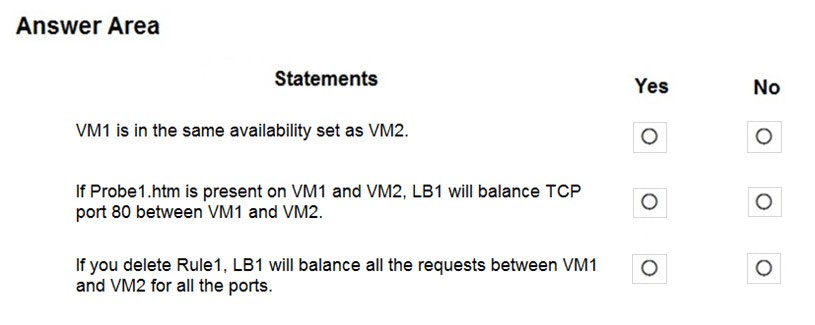 Answer Area
Statements Yes No
VM1 is in the same availability set as VM2.
If Probe1.htm is present on VM1 and VM2, LB1 will balance TCP
port 80 between VM1 and VM2.
If you delete Rule1, LB1 will balance all the requests between VM1
and VM2 for all the ports.